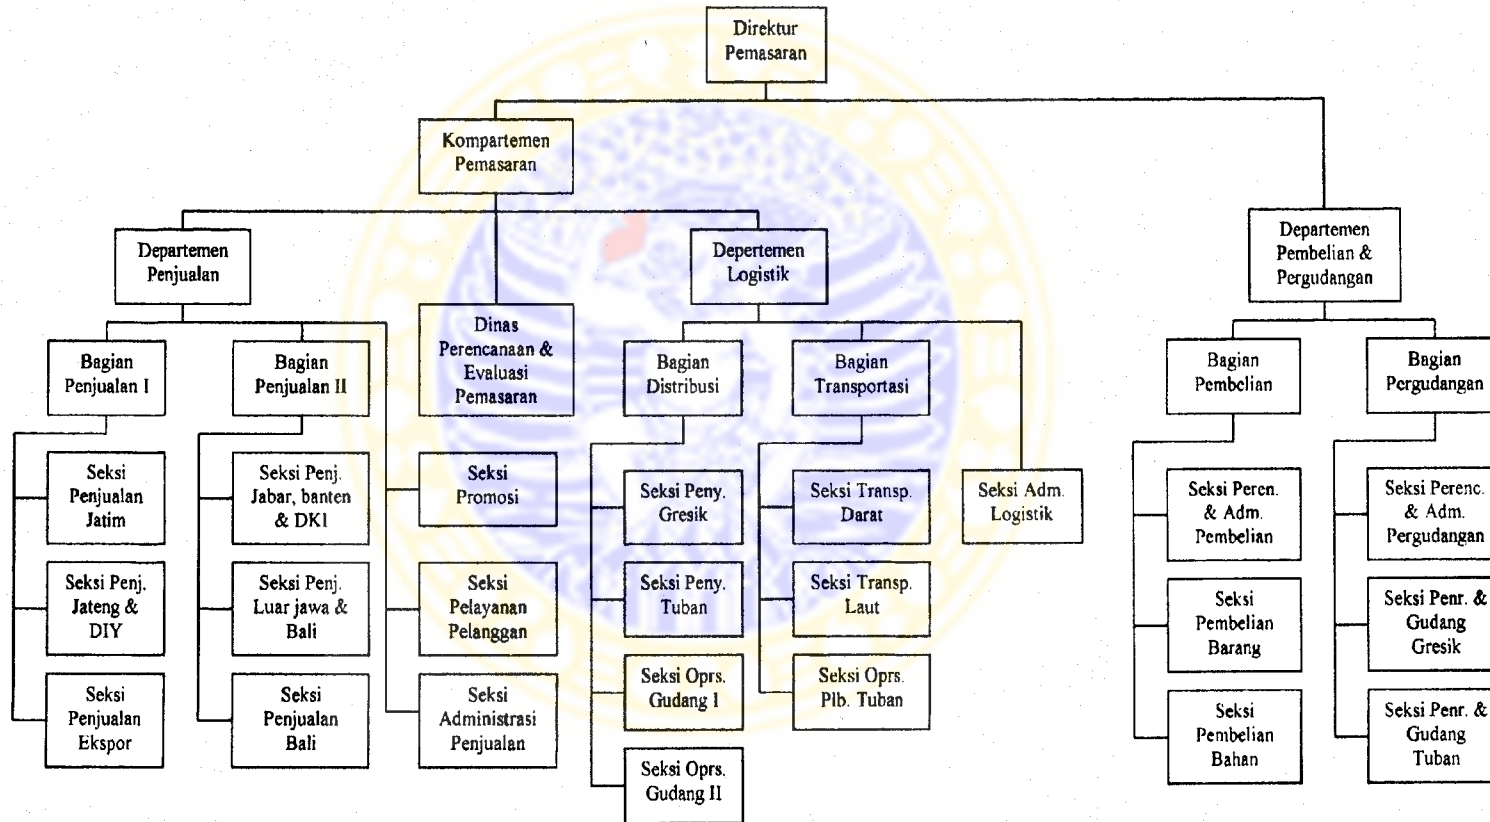 Direktur
Pemasaran
Kompartemen
Pemasaran
Departemen
Penjualan
Depertemen
Logistik
Departemen
Pembelian &
Pergudangan
Dinas
Perencanaan &
Evaluasi
Pemasaran
Bagian
Penjualan I
Bagian
Penjualan II
Bagian
Distribusi
Bagian
Transportasi
Bagian
Pembelian
Bagian
Pergudangan
Seksi
Penjualan
Jatim
Seksi Penj.
Jabar, banten
& DKI
Seksi
Promosi
Seksi Peny.
Gresik
Seksi Transp.
Darat
Seksi Adm.
Logistik
Seksi Peren.
& Adm.
Pembelian
Seksi Perenc.
& Adm.
Pergudangan
Seksi Penj.
Jateng &
DIY
Seksi Penj.
Luar jawa &
Bali
Seksi
Pelayanan
Pelanggan
Seksi Peny.
Tuban
Seksi Transp.
Laut
Seksi
Pembelian
Barang
Seksi Penr. &
Gudang
Gresik
Seksi
Penjualan
Ekspor
Seksi
Penjualan
Bali
Seksi
Administrasi
Penjualan
Seksi Oprs.
Gudang I
Seksi Oprs.
Plb. Tuban
Seksi
Pembelian
Bahan
Seksi Penr. &
Gudang
Tuban
Seksi Oprs.
Gudang II